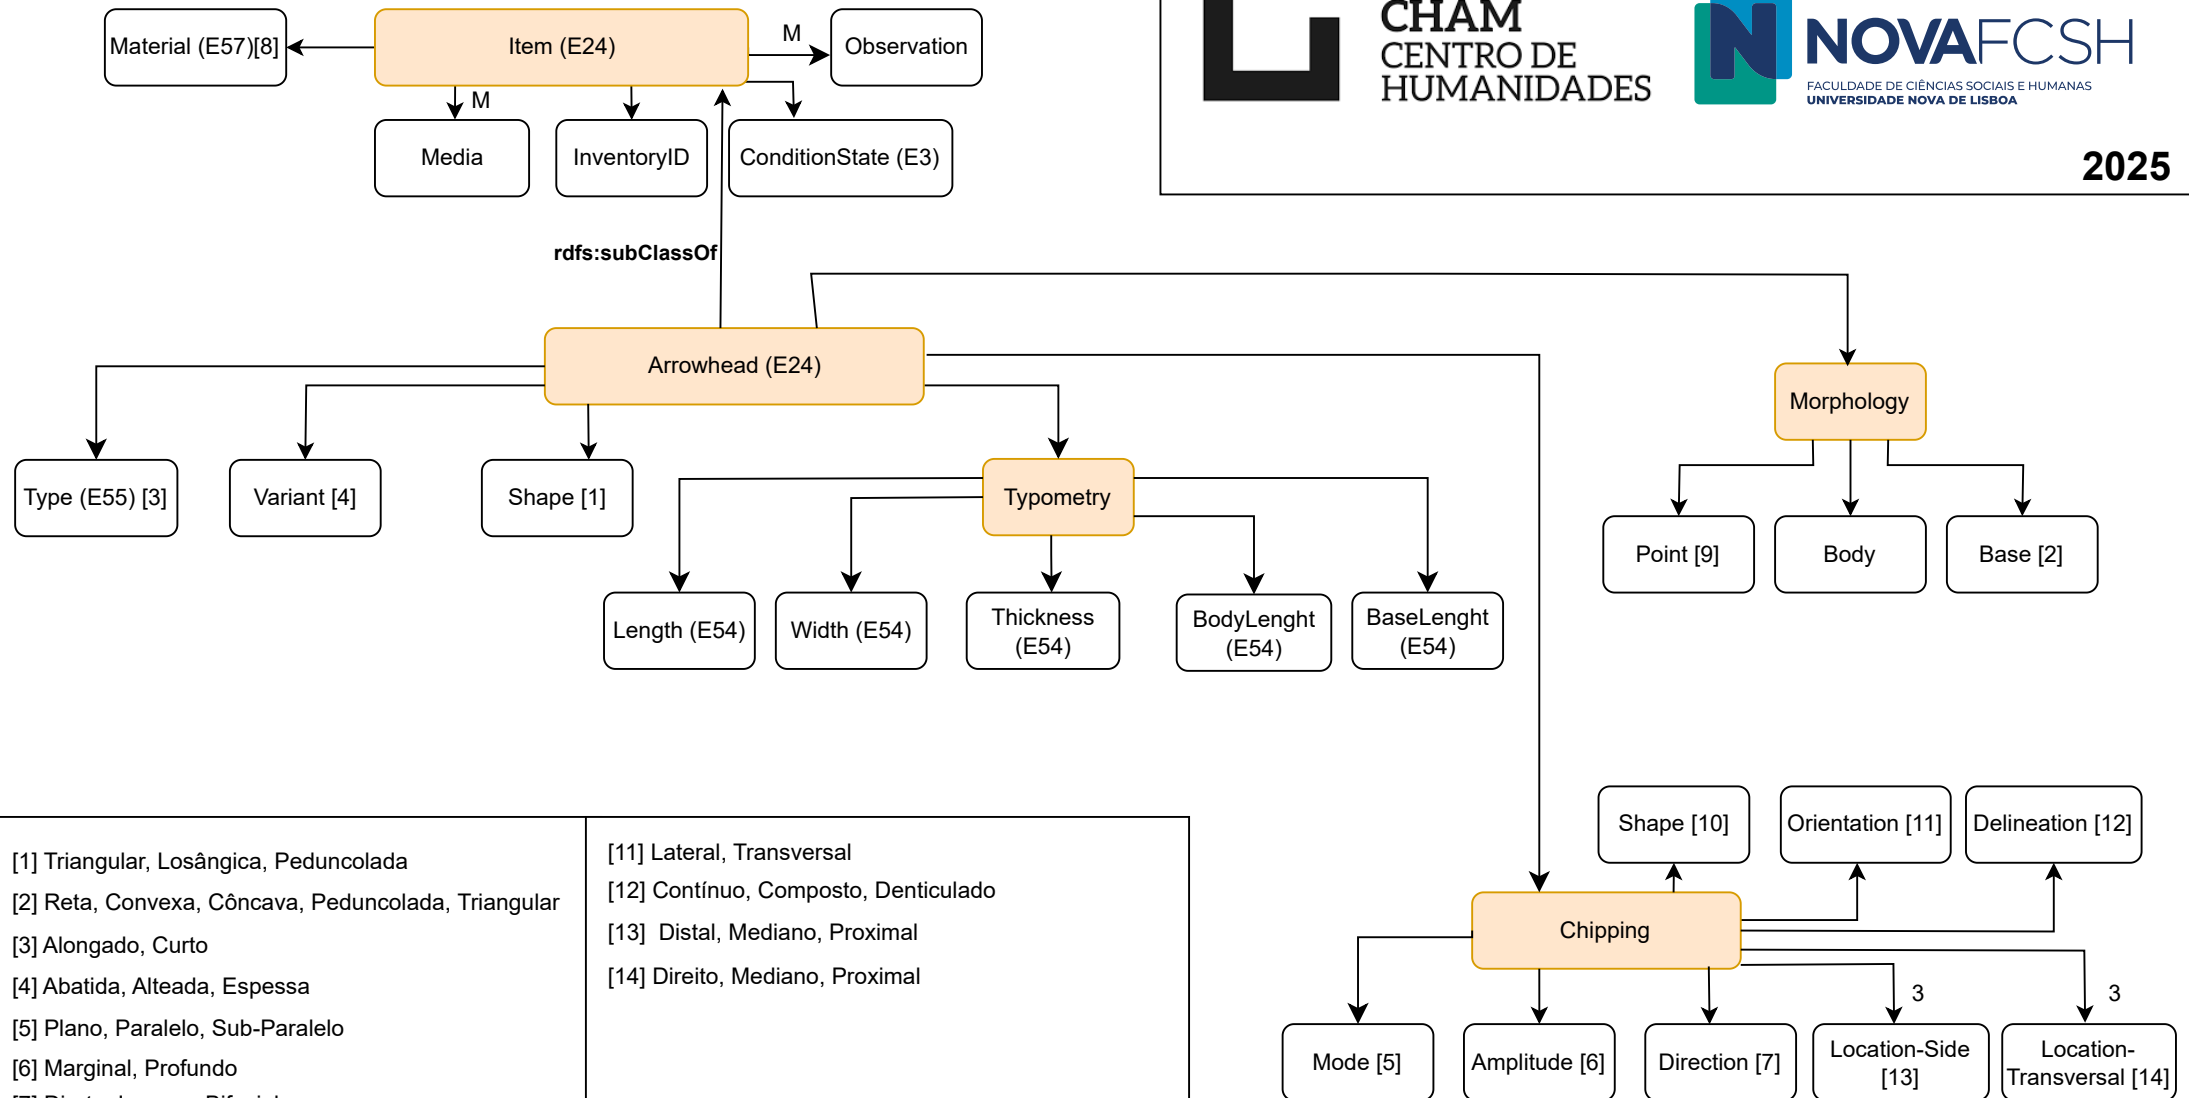 Material (E57)[8]
Item (E24)
M
Observation
M
Media
InventoryID
ConditionState (E3)
CHAM
CENTRO DE
HUMANIDADES
NOVAFCSH
FACULDADE DE CIÊNCIAS SOCIAIS E HUMANAS
UNIVERSIDADE NOVA DE LISBOA
2025
rdfs:subClassOf
Arrowhead (E24)
Morphology
Type (E55) [3]
Variant [4]
Shape [1]
Typometry
Point [9]
Body
Base [2]
Length (E54)
Width (E54)
Thickness
(E54)
BodyLenght
(E54)
BaseLenght
(E54)
Shape [10]
Orientation [11]
Delineation [12]
Chipping
3
3
Mode [5]
Amplitude [6]
Direction [7]
Location-Side
[13]
Location-
Transversal [14]
[1] Triangular, Losângica, Peduncolada
[2] Reta, Convexa, Côncava, Peduncolada, Triangular
[3] Alongado, Curto
[4] Abatida, Alteada, Espessa
[5] Plano, Paralelo, Sub-Paralelo
[6] Marginal, Profundo
[11] Lateral, Transversal
[12] Contínuo, Composto, Denticulado
[13] Distal, Mediano, Proximal
[14] Direito, Mediano, Proximal